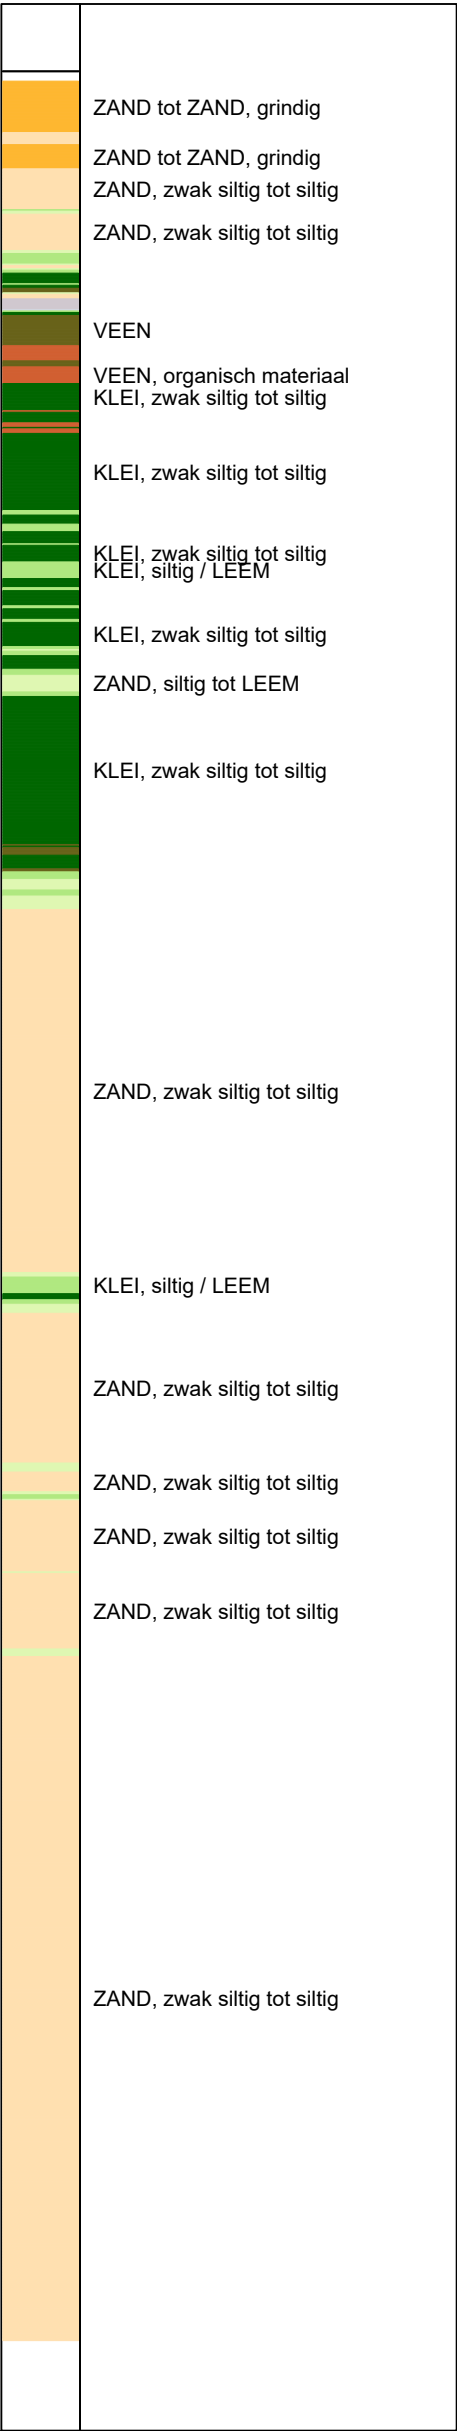 ZAND tot ZAND, grindig
ZAND tot ZAND, grindig
ZAND, zwak siltig tot siltig
ZAND, zwak siltig tot siltig
VEEN
VEEN, organisch materiaal
KLEI, zwak siltig tot siltig
KLEI, zwak siltig tot siltig
KLEI, zwak siltig tot siltig
KLEI, siltig / LEEM
KLEI, zwak siltig tot siltig
ZAND, siltig tot LEEM
KLEI, zwak siltig tot siltig
ZAND, zwak siltig tot siltig
KLEI, siltig / LEEM
ZAND, zwak siltig tot siltig
ZAND, zwak siltig tot siltig
ZAND, zwak siltig tot siltig
ZAND, zwak siltig tot siltig
ZAND, zwak siltig tot siltig